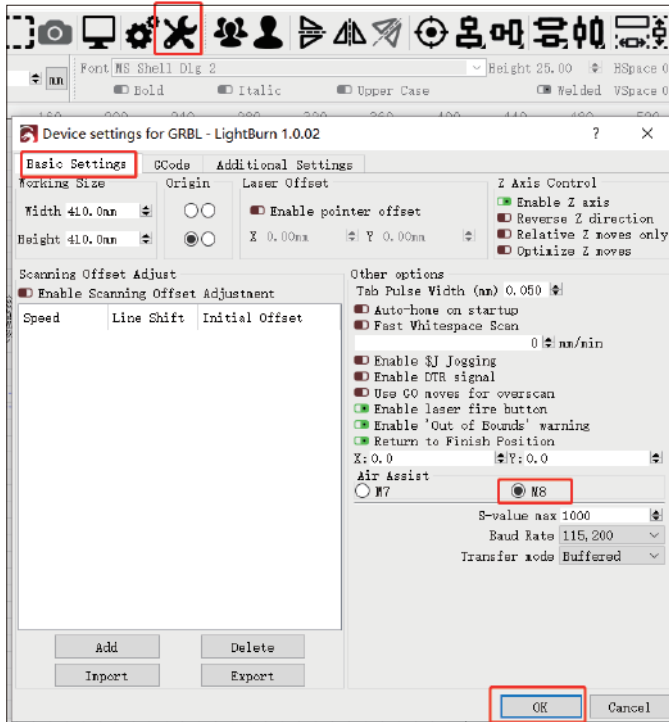 Font MS Shell Dlg 2 Height 25.00 HSpace 0
mm Bold Italic Upper Case Welded VSpace 0
Device settings for GRBL - LightBurn 1.0.02 ? ×
Basic Settings GCode Additional Settings
Working Size Origin Laser Offset Z Axis Control
Width 410.0mm Enable pointer offset Enable Z axis
Reverse Z direction
Height 410.0mm X 0.00mm Y 0.00mm Relative Z moves only
Optimize Z moves
Scanning Offset Adjust Other options
Enable Scanning Offset Adjustment Tab Pulse Width (mm) 0.050
Speed Line Shift Initial Offset Auto-home on startup
Fast Whitespace Scan
0 mm/min
Enable $J Jogging
Enable DTR signal
Use G0 moves for overscan
Enable laser fire button
Enable 'Out of Bounds' warning
Return to Finish Position
X:0.0 Y:0.0
Air Assist
M7 M8
S-value max 1000
Baud Rate 115,200
Transfer mode Buffered
Add Delete
Import Export
OK Cancel